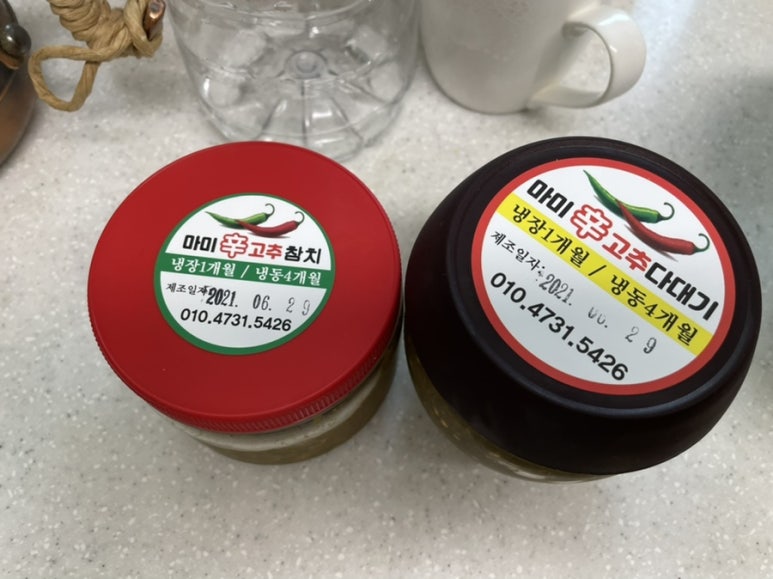 마미 辛고추참치
냉장1개월 / 냉동4개월
제조일자: 2021. 06. 29
010.4731.5426
마미 辛고추다대기
냉장1개월 / 냉동4개월
제조일자: 2021. 06. 29
010.4731.5426